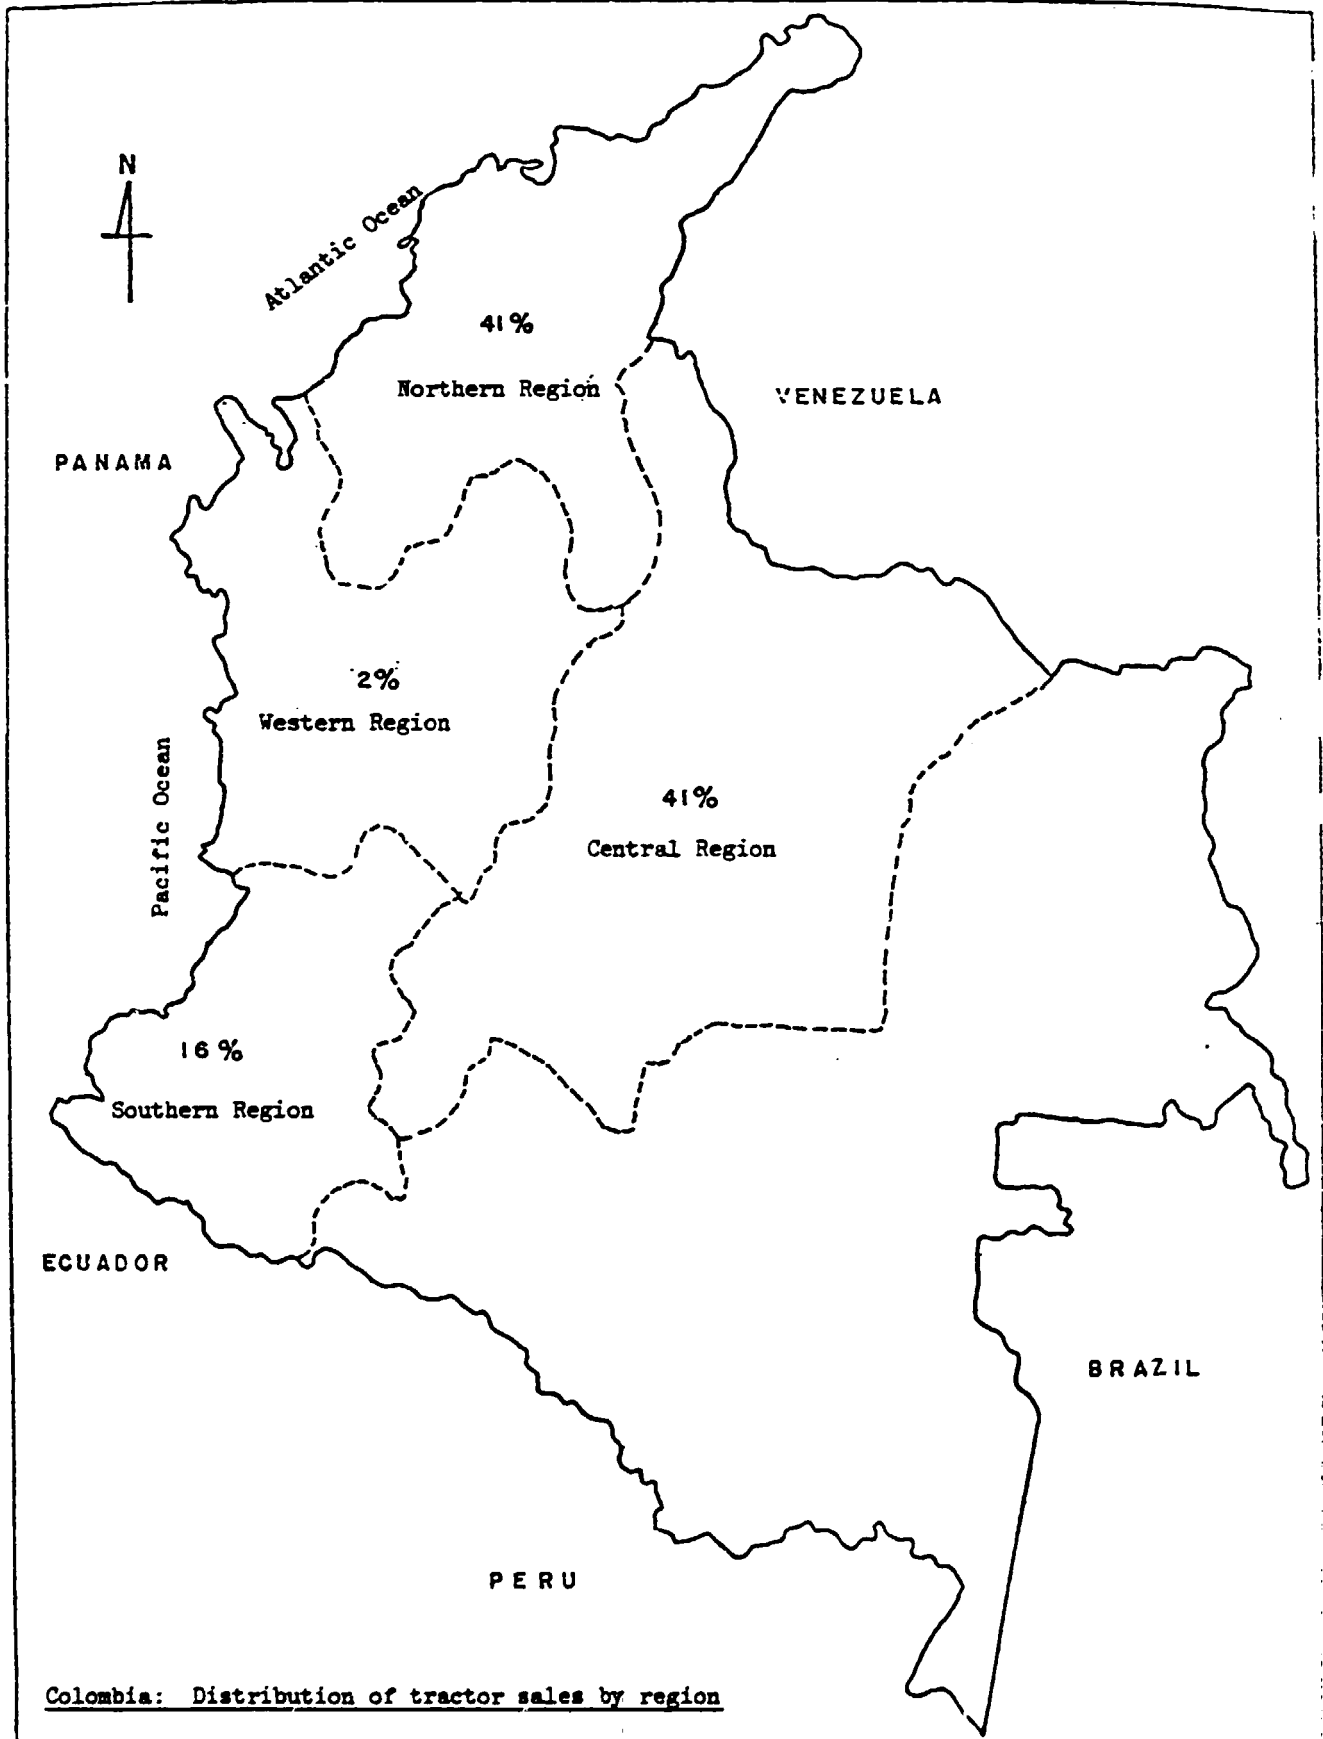 N
Atlantic Ocean
41%
Northern Region
VENEZUELA
PANAMA
2%
Western Region
Pacific Ocean
41%
Central Region
16%
Southern Region
ECUADOR
BRAZIL
PERU
Colombia: Distribution of tractor sales by region